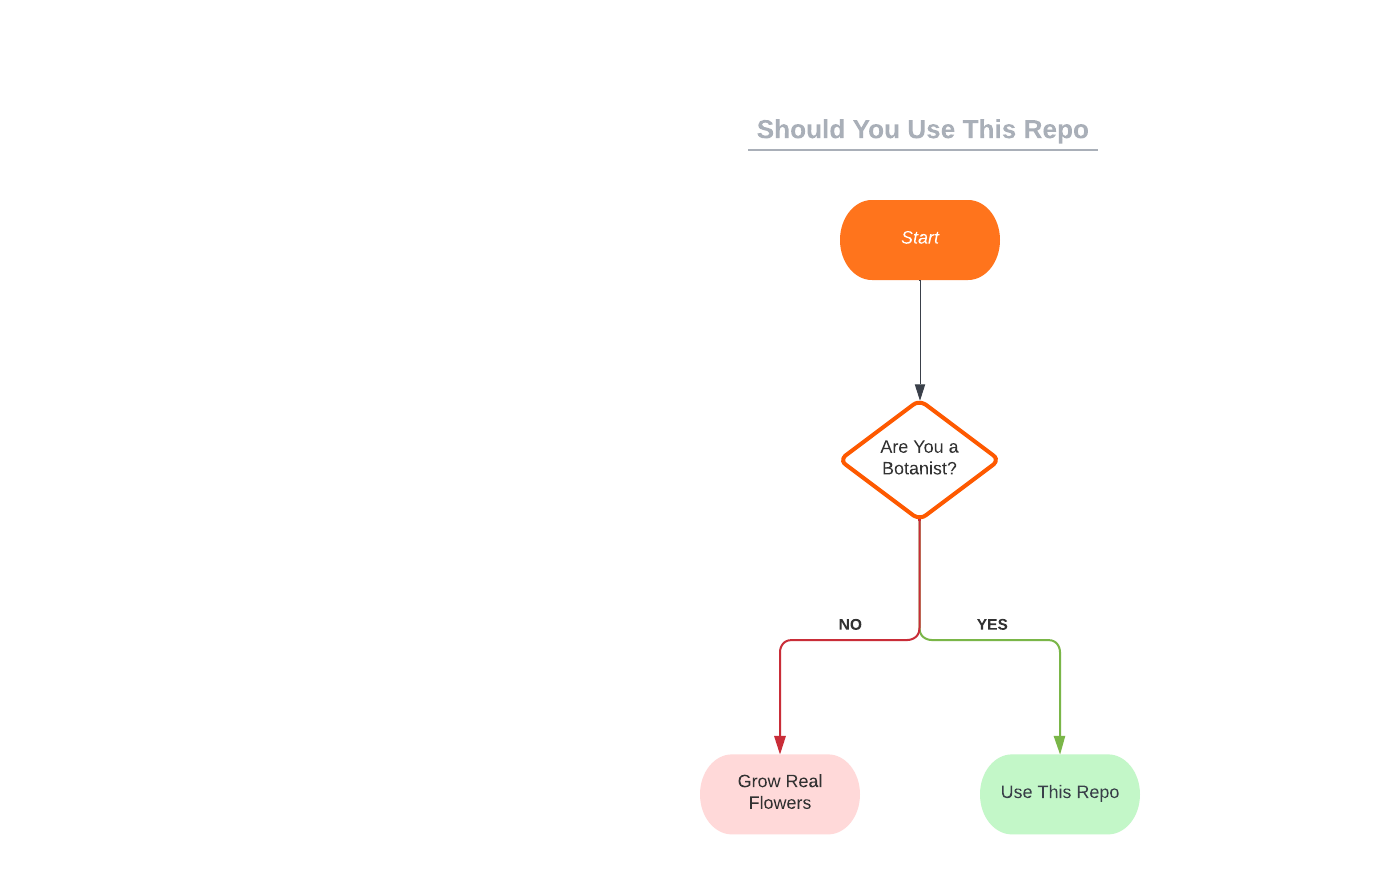 Should You Use This Repo
Start
Are You a
Botanist?
NO
YES
Grow Real
Flowers
Use This Repo